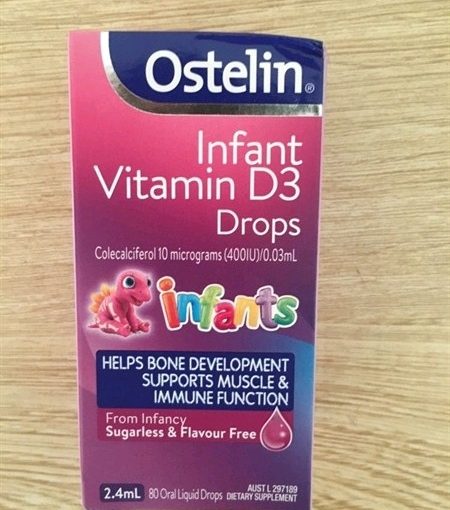 Ostelin®
Infant
Vitamin D3
Drops
Colecalciferol 10 micrograms (400IU)/0.03mL
infants
HELPS BONE DEVELOPMENT
SUPPORTS MUSCLE &
IMMUNE FUNCTION
From Infancy
Sugarless & Flavour Free
2.4mL 80 Oral Liquid Drops AUST L 297189
DIETARY SUPPLEMENT